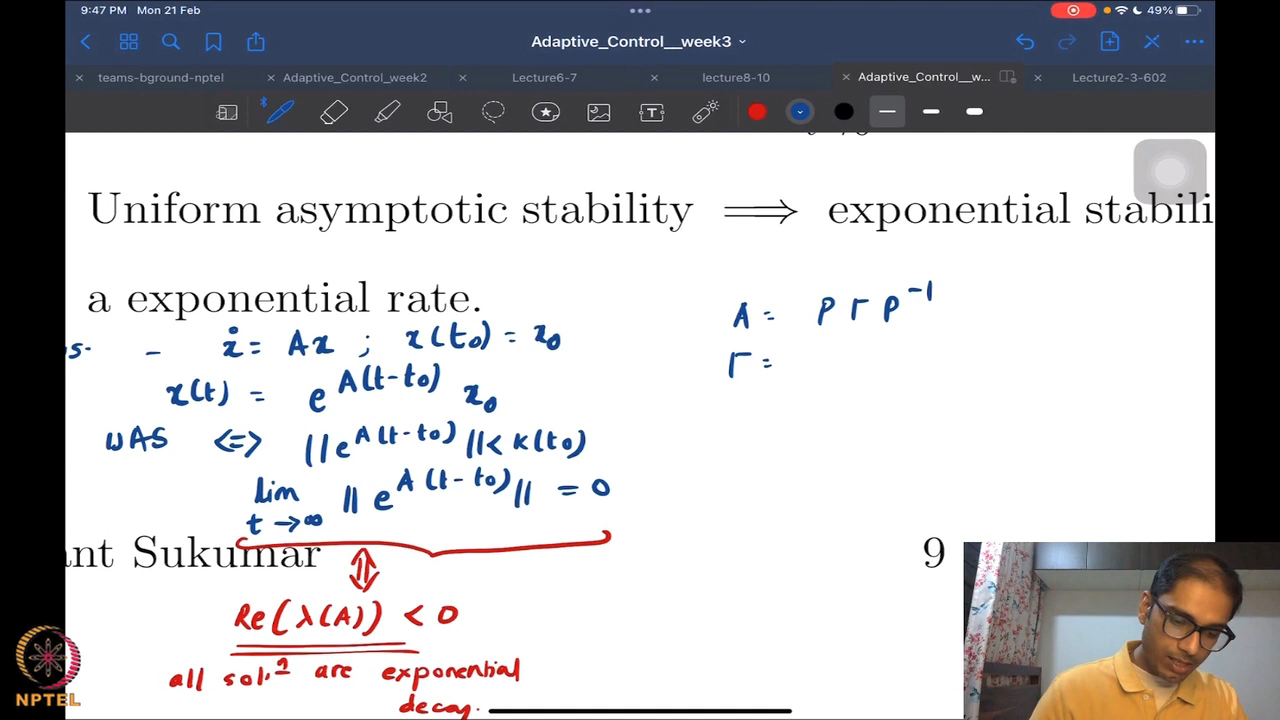 9:47 PM Mon 21 Feb
49%
Adaptive_Control__week3
teams-bground-nptel
Adaptive_Control_week2
Lecture6-7
lecture8-10
Adaptive_Control__w...
Lecture2-3-602
Uniform asymptotic stability ⟹ exponential stabili
a exponential rate.
s. - ẋ = Ax ; x(t₀) = x₀
x(t) = e^{A(t-t₀)} x₀
UAS <=> ||e^{A(t-t₀)}|| < k(t₀)
lim t→∞ ||e^{A(t-t₀)}|| = 0
A = P Γ P⁻¹
Γ =
ant Sukumar
9
⇕
Re(λ(A)) < 0
all sol.ⁿ are exponential
decay.
NPTEL